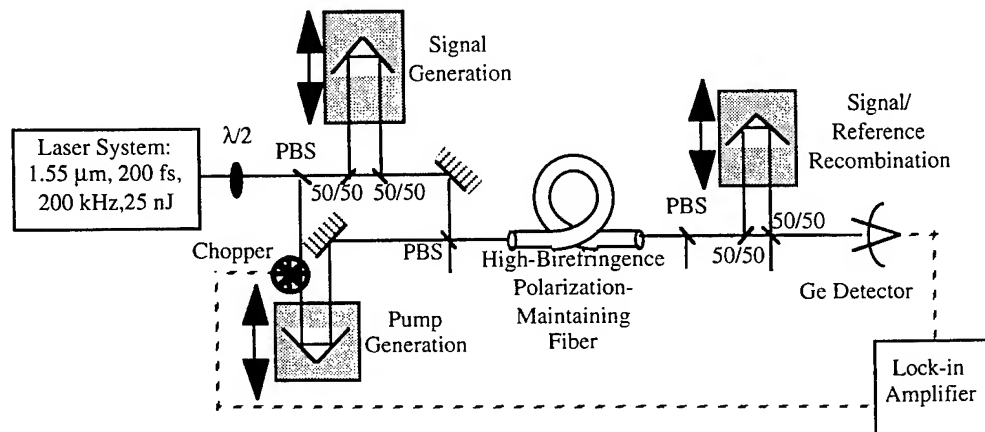 Signal
Generation
Laser System:
1.55 μm, 200 fs,
200 kHz,25 nJ
λ/2
PBS
50/50 50/50
Signal/
Reference
Recombination
PBS
50/50
50/50
Chopper
PBS
High-Birefringence
Polarization-
Maintaining
Fiber
Ge Detector
Pump
Generation
Lock-in
Amplifier